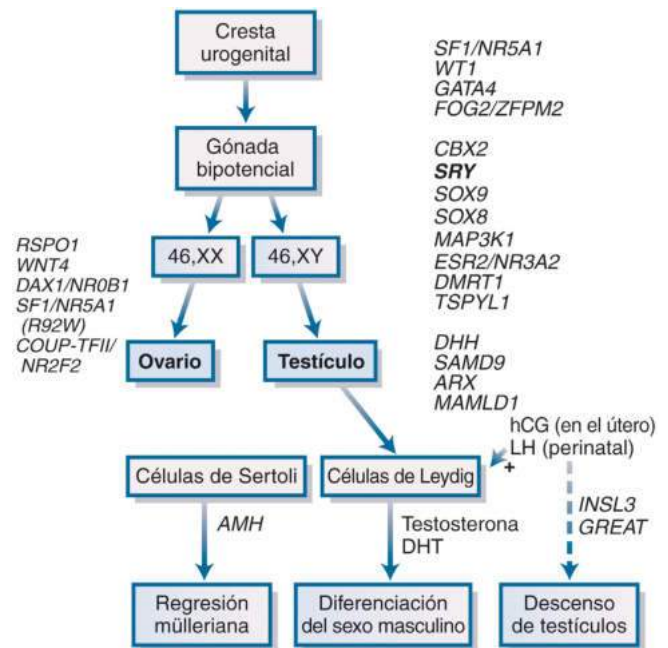 Cresta
urogenital
SF1/NR5A1
WT1
GATA4
FOG2/ZFPM2
Gónada
bipotencial
CBX2
SRY
SOX9
SOX8
MAP3K1
ESR2/NR3A2
DMRT1
TSPYL1
RSPO1
WNT4
DAX1/NR0B1
SF1/NR5A1
(R92W)
COUP-TFII/
NR2F2
46,XX
46,XY
Ovario
Testículo
DHH
SAMD9
ARX
MAMLD1
hCG (en el útero)
LH (perinatal)
+
Células de Sertoli
Células de Leydig
AMH
Testosterona
DHT
INSL3
GREAT
Regresión
mülleriana
Diferenciación
del sexo masculino
Descenso
de testículos